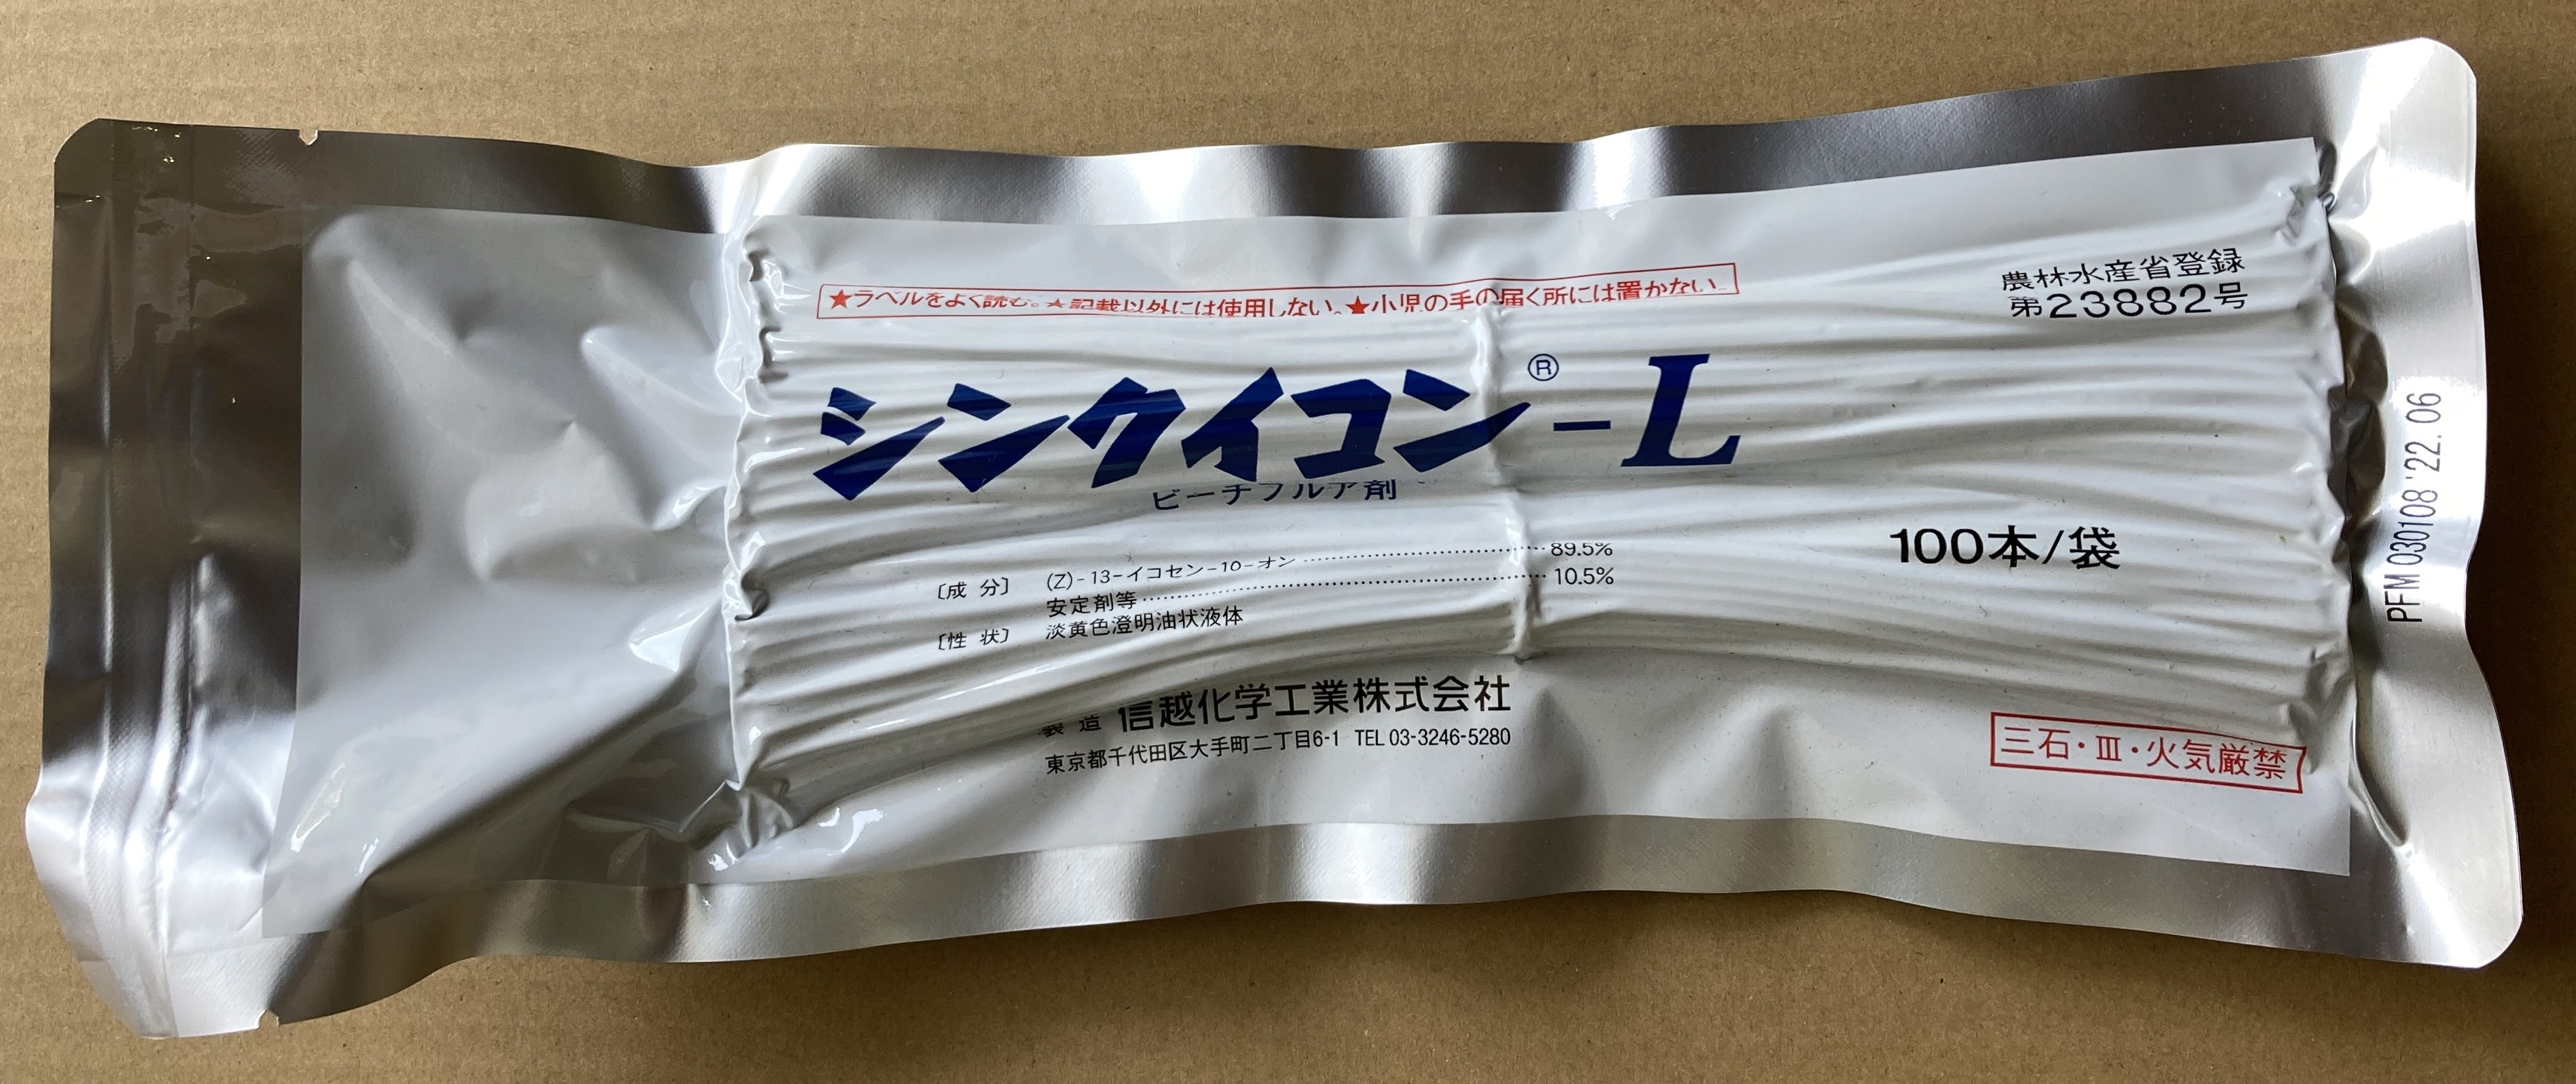 ★ラベルをよく読む。★記載以外には使用しない。★小児の手の届く所には置かない。
農林水産省登録
第23882号
シンクイコン®-L
ピーチフルア剤
100本/袋
〔成 分〕 (Z)-13-イコセン-10-オン 89.5%
安定剤等 10.5%
〔性 状〕 淡黄色澄明油状液体
製 造 信越化学工業株式会社
東京都千代田区大手町二丁目6-1 TEL 03-3246-5280
三石・Ⅲ・火気厳禁
PFM 030108 '22. 06